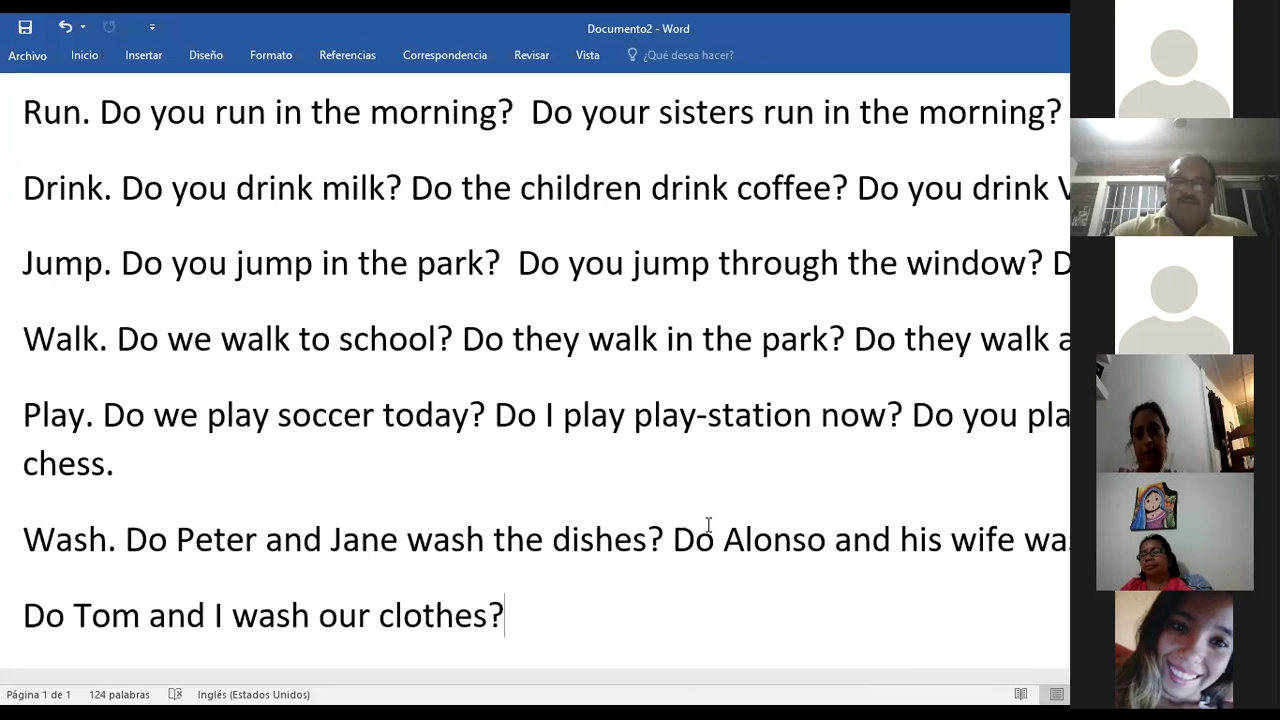 Documento2 - Word
Archivo Inicio Insertar Diseño Formato Referencias Correspondencia Revisar Vista ¿Qué desea hacer?
Run. Do you run in the morning?  Do your sisters run in the morning?
Drink. Do you drink milk? Do the children drink coffee? Do you drink
Jump. Do you jump in the park?  Do you jump through the window?
Walk. Do we walk to school? Do they walk in the park? Do they walk
Play. Do we play soccer today? Do I play play-station now? Do you
chess.
Wash. Do Peter and Jane wash the dishes? Do Alonso and his wife
Do Tom and I wash our clothes?
Página 1 de 1 124 palabras Inglés (Estados Unidos)